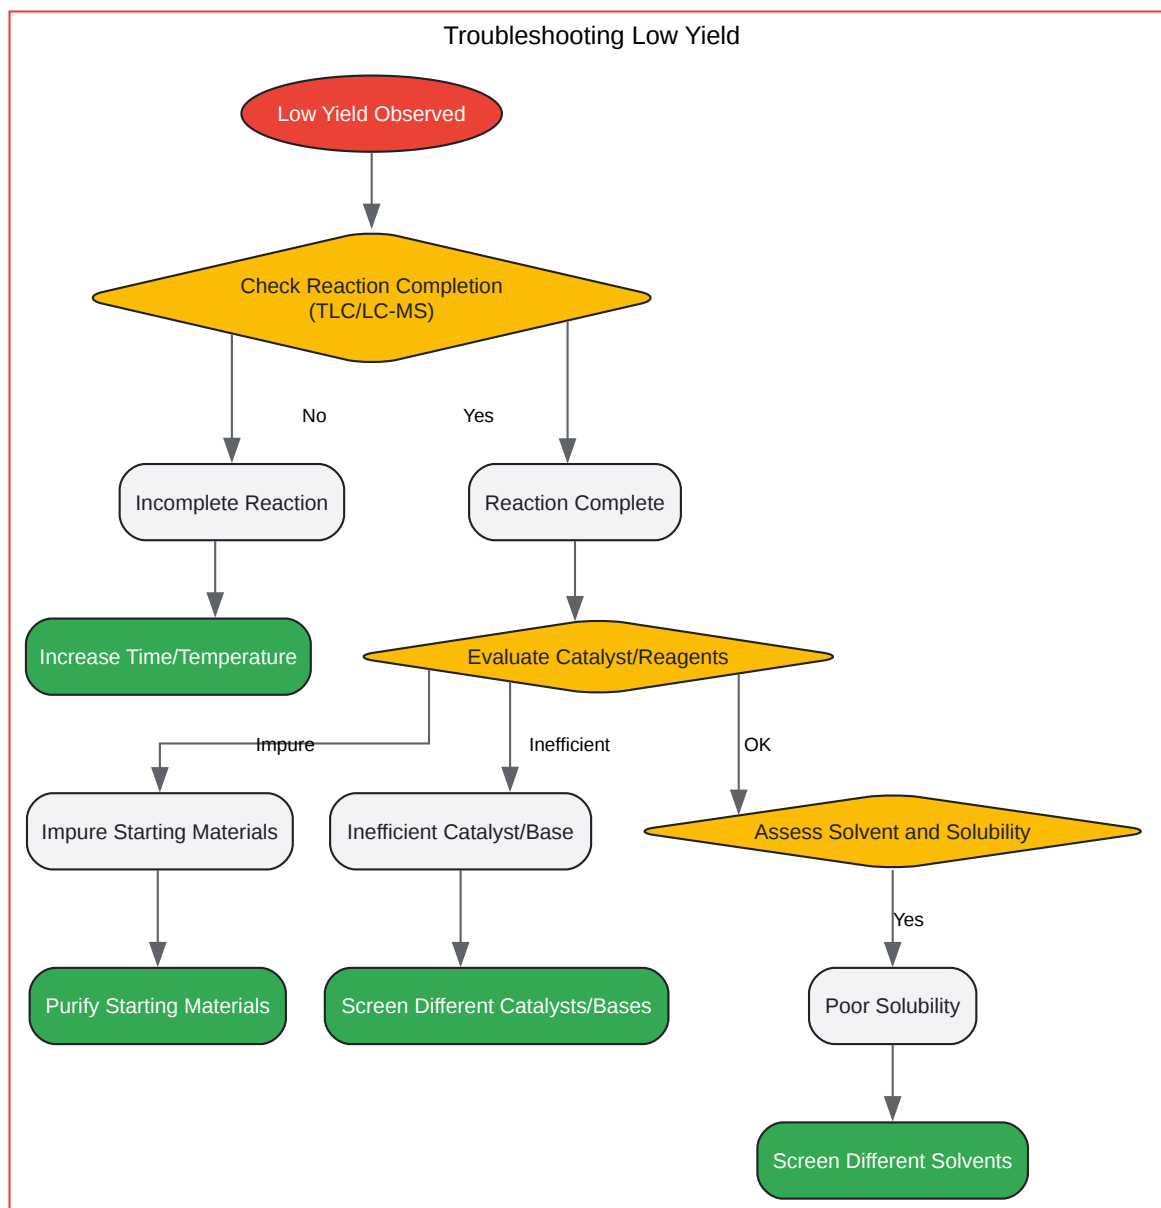 Troubleshooting Low Yield
Low Yield Observed
Check Reaction Completion
(TLC/LC-MS)
No
Yes
Incomplete Reaction
Reaction Complete
Increase Time/Temperature
Evaluate Catalyst/Reagents
Impure
Inefficient
OK
Impure Starting Materials
Inefficient Catalyst/Base
Assess Solvent and Solubility
Yes
Purify Starting Materials
Screen Different Catalysts/Bases
Poor Solubility
Screen Different Solvents